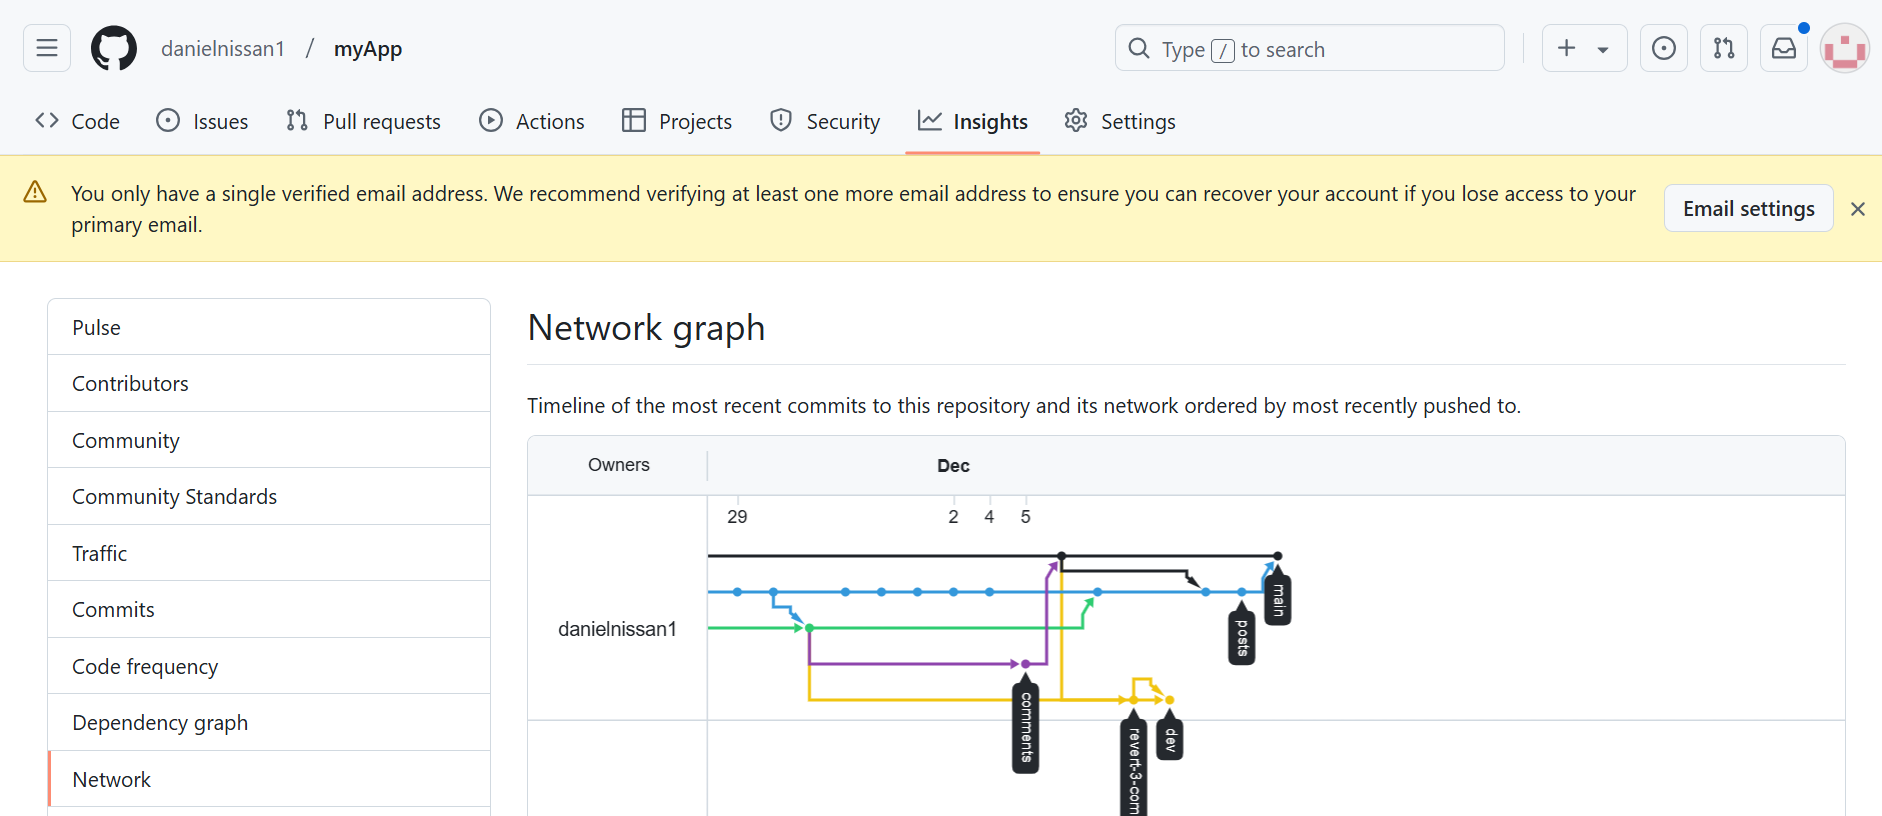 danielnissan1 / myApp
Type / to search
Code Issues Pull requests Actions Projects Security Insights Settings
You only have a single verified email address. We recommend verifying at least one more email address to ensure you can recover your account if you lose access to your
primary email.
Email settings
Pulse
Contributors
Community
Community Standards
Traffic
Commits
Code frequency
Dependency graph
Network
Network graph
Timeline of the most recent commits to this repository and its network ordered by most recently pushed to.
Owners Dec
29 2 4 5
danielnissan1
main
posts
comments
revert-3-com
dev